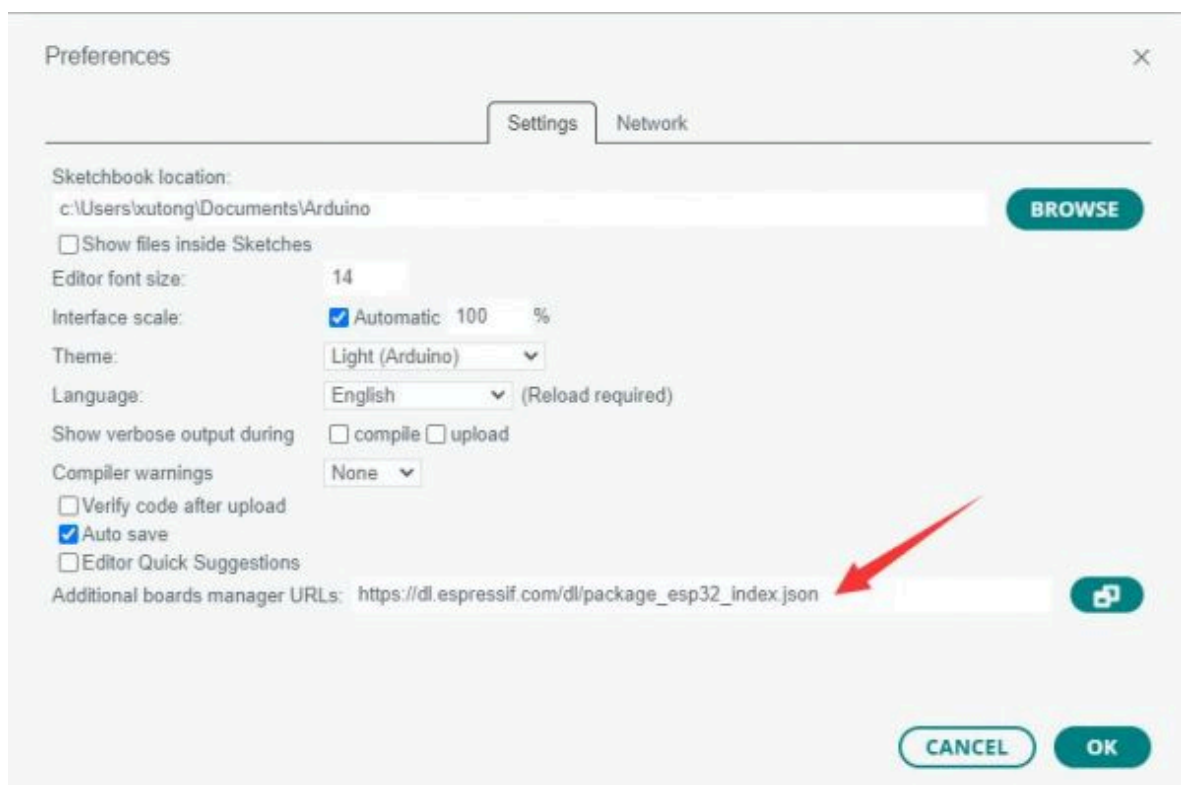 Preferences
Settings Network
Sketchbook location:
c:\Users\xutong\Documents\Arduino
BROWSE
Show files inside Sketches
Editor font size: 14
Interface scale: Automatic 100 %
Theme: Light (Arduino)
Language: English (Reload required)
Show verbose output during compile upload
Compiler warnings None
Verify code after upload
Auto save
Editor Quick Suggestions
Additional boards manager URLs: https://dl.espressif.com/dl/package_esp32_index.json
CANCEL OK